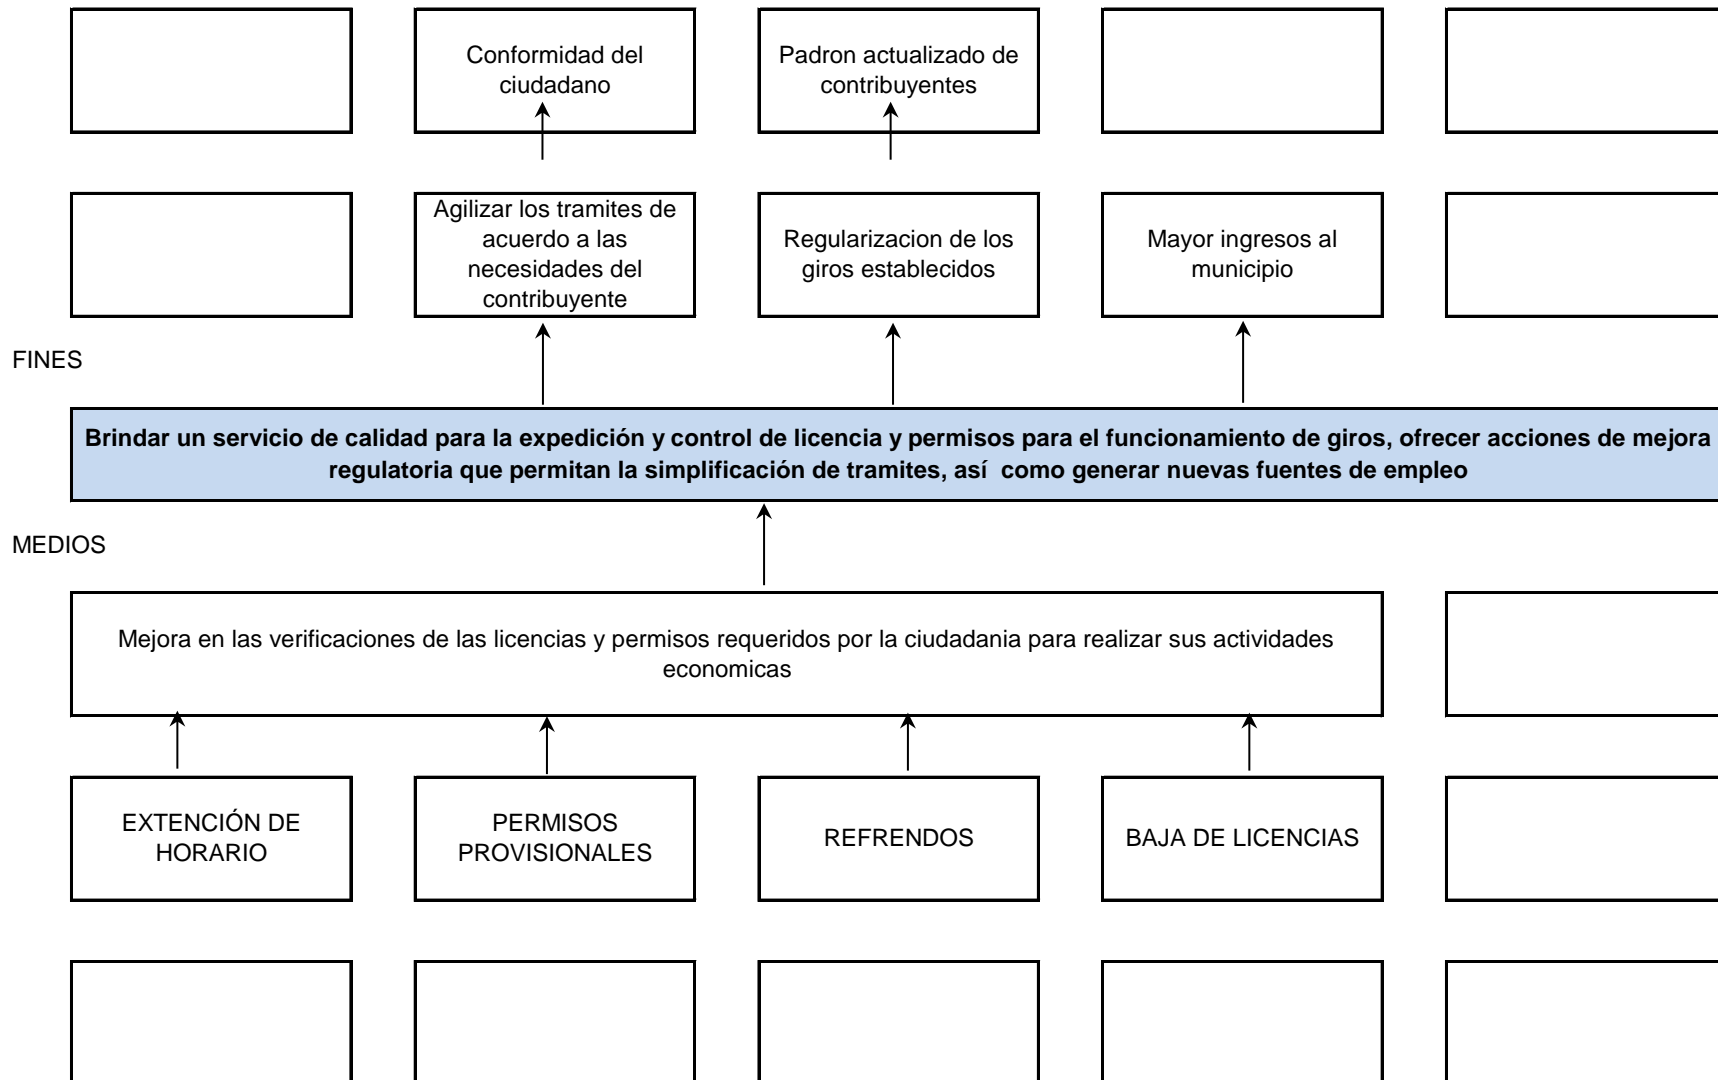 Conformidad del
ciudadano
Padron actualizado de
contribuyentes
Agilizar los tramites de
acuerdo a las
necesidades del
contribuyente
Regularizacion de los
giros establecidos
Mayor ingresos al
municipio
FINES
Brindar un servicio de calidad para la expedición y control de licencia y permisos para el funcionamiento de giros, ofrecer acciones de mejora
regulatoria que permitan la simplificación de tramites, así  como generar nuevas fuentes de empleo
MEDIOS
Mejora en las verificaciones de las licencias y permisos requeridos por la ciudadania para realizar sus actividades
economicas
EXTENCIÓN DE
HORARIO
PERMISOS
PROVISIONALES
REFRENDOS
BAJA DE LICENCIAS